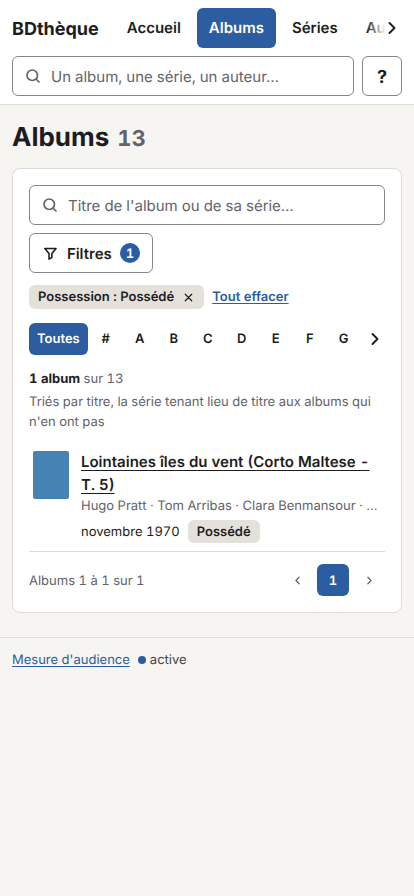 BDthèque Accueil Albums Séries Au
Un album, une série, un auteur... ?
Albums 13
Titre de l'album ou de sa série...
Filtres 1
Possession : Possédé × Tout effacer
Toutes # A B C D E F G
1 album sur 13
Triés par titre, la série tenant lieu de titre aux albums qui
n'en ont pas
Lointaines îles du vent (Corto Maltese -
T. 5)
Hugo Pratt · Tom Arribas · Clara Benmansour · ...
novembre 1970 Possédé
Albums 1 à 1 sur 1 ‹ 1 ›
Mesure d'audience active